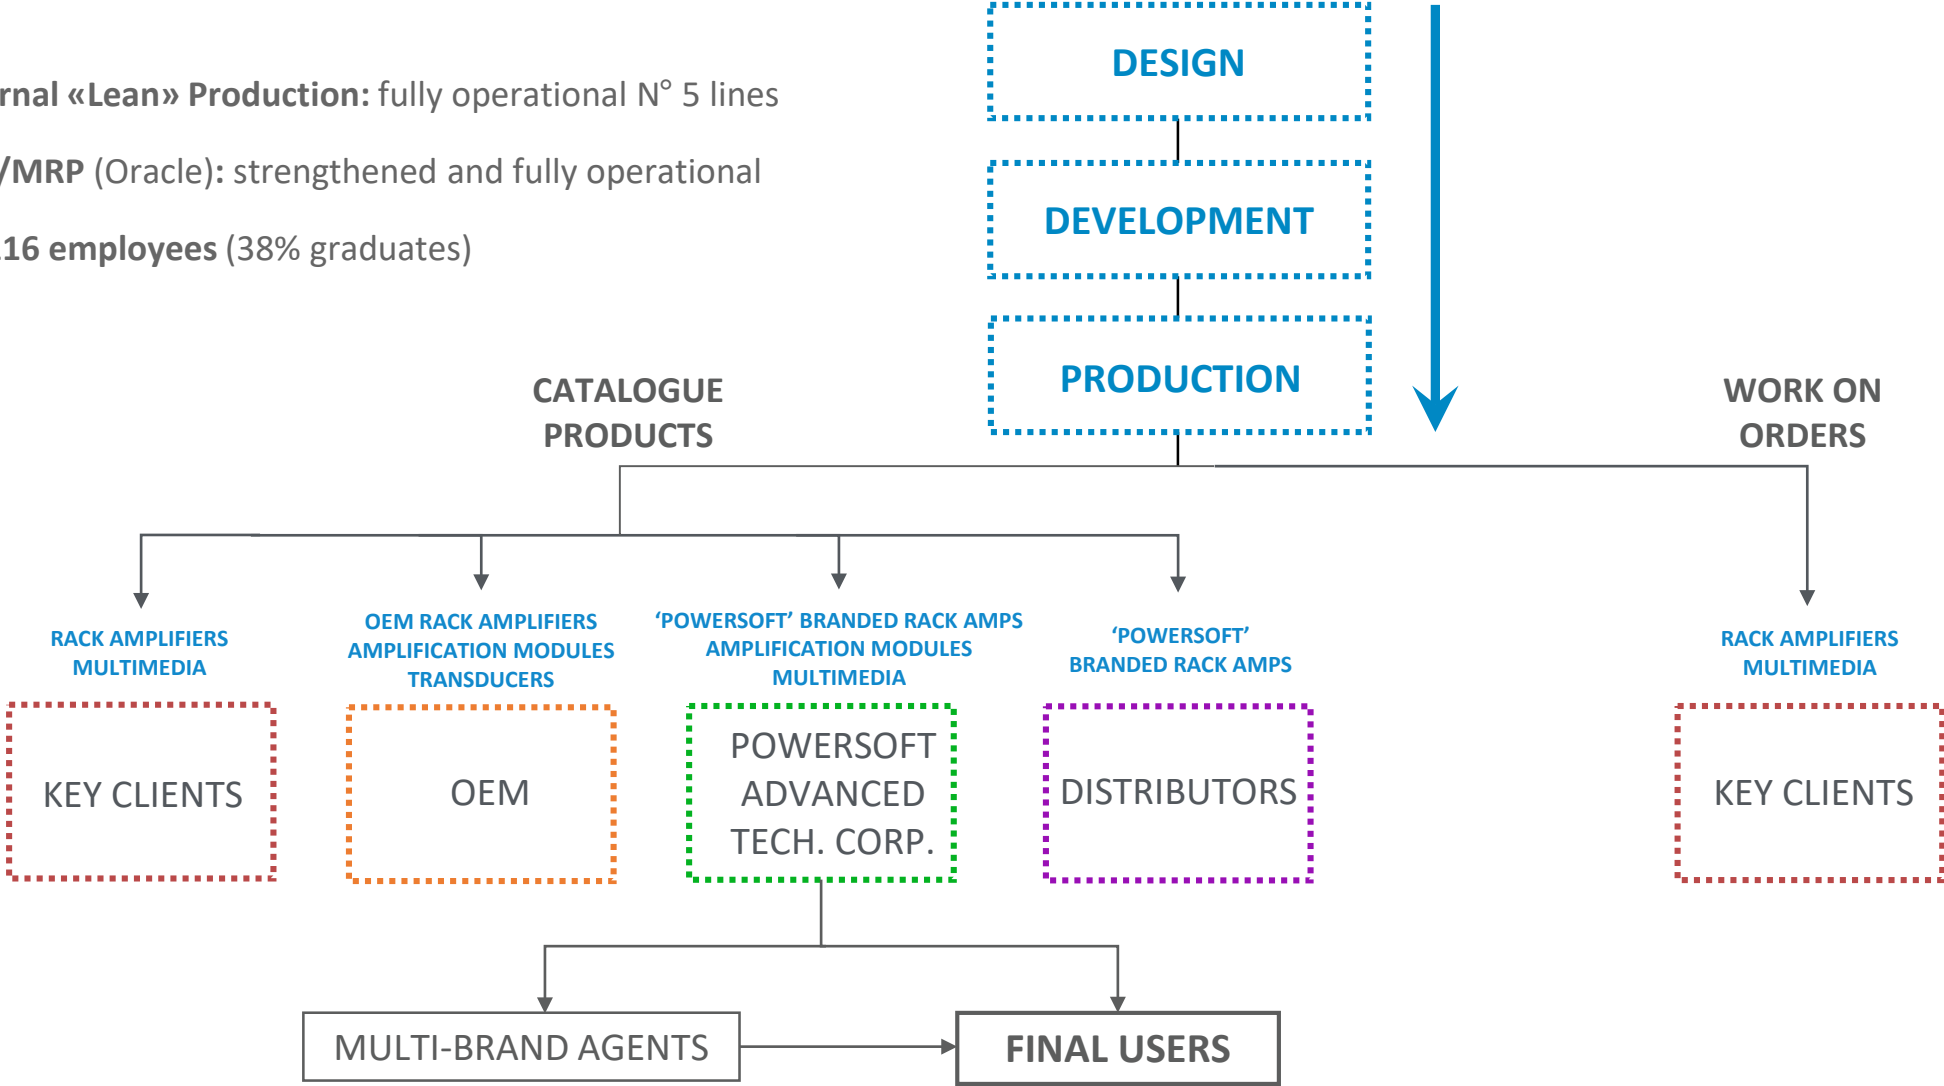 DESIGN
«Lean» Production: fully operational N° 5 lines
/MRP (Oracle): strengthened and fully operational
DEVELOPMENT
16 employees (38% graduates)
PRODUCTION
CATALOGUE
PRODUCTS
WORK ON
ORDERS
RACK AMPLIFIERS
MULTIMEDIA
OEM RACK AMPLIFIERS
AMPLIFICATION MODULES
TRANSDUCERS
‘POWERSOFT’ BRANDED RACK AMPS
AMPLIFICATION MODULES
MULTIMEDIA
‘POWERSOFT’
BRANDED RACK AMPS
RACK AMPLIFIERS
MULTIMEDIA
KEY CLIENTS
OEM
POWERSOFT
ADVANCED
TECH. CORP.
DISTRIBUTORS
KEY CLIENTS
MULTI-BRAND AGENTS
FINAL USERS